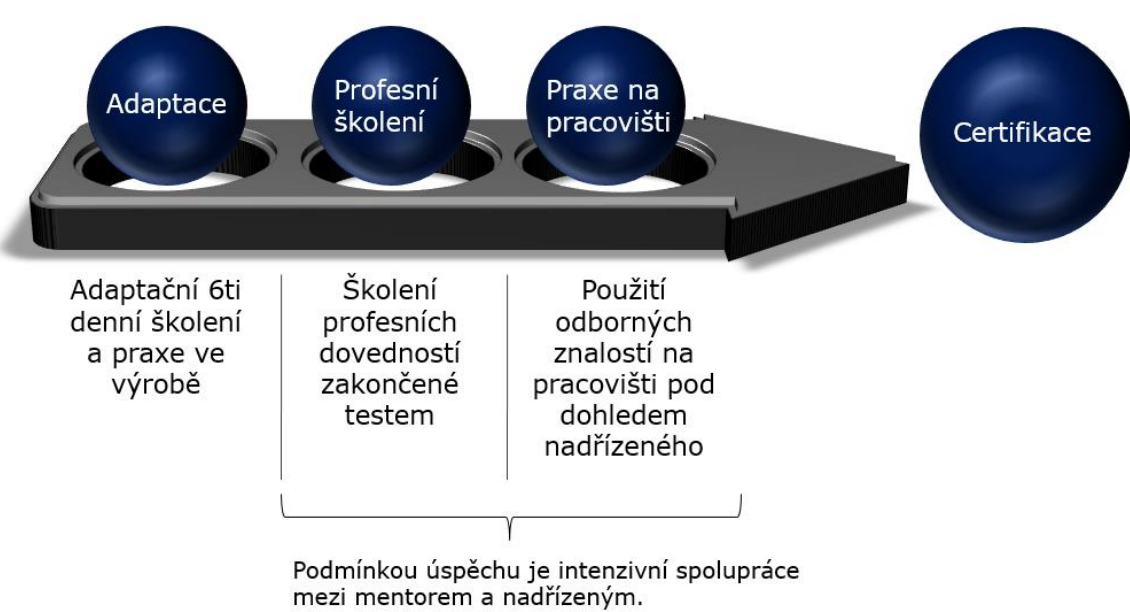 Adaptace
Profesní
školení
Praxe na
pracovišti
Certifikace
Adaptační 6ti
denní školení
a praxe ve
výrobě
Školení
profesních
dovedností
zakončené
testem
Použití
odborných
znalostí na
pracovišti pod
dohledem
nadřízeného
Podmínkou úspěchu je intenzivní spolupráce
mezi mentorem a nadřízeným.